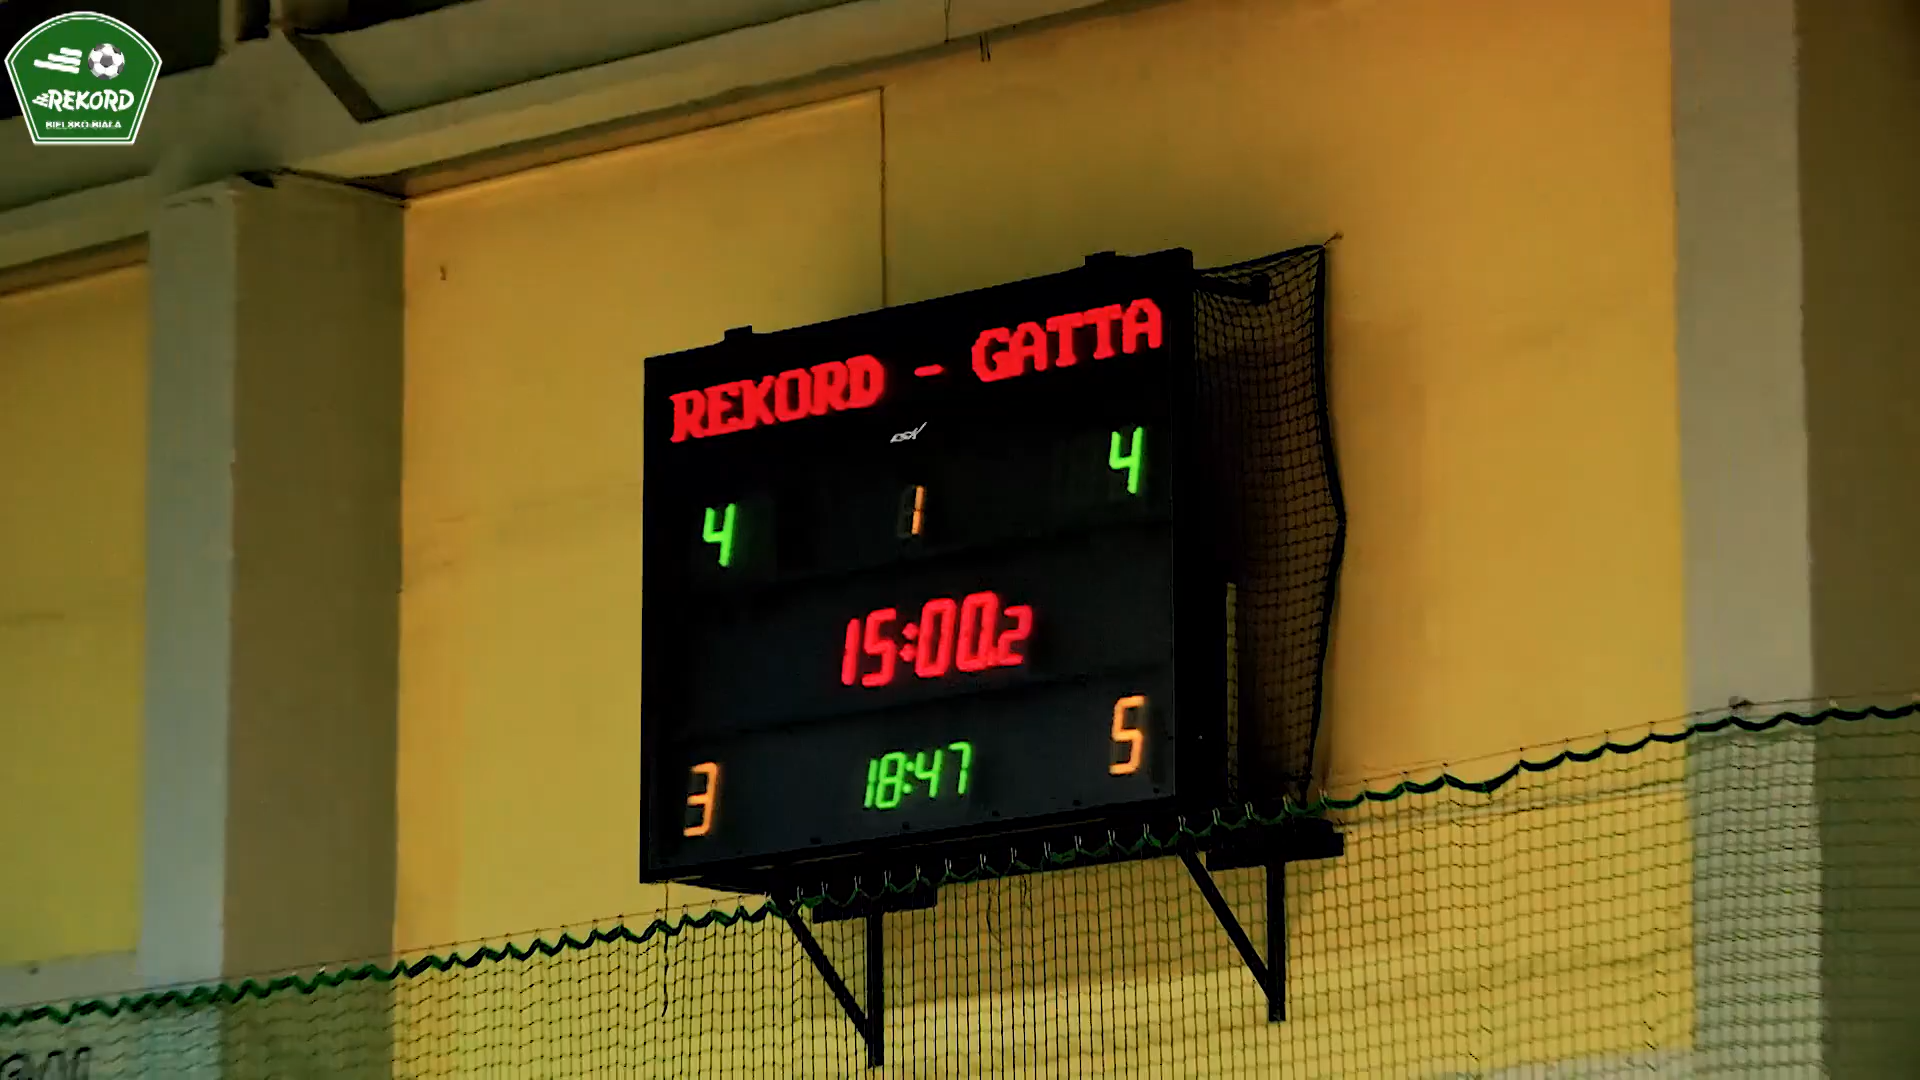 REKORD
BIELSKO-BIAŁA
REKORD - GATTA
4 1 4
15:00.2
3 18:47 5